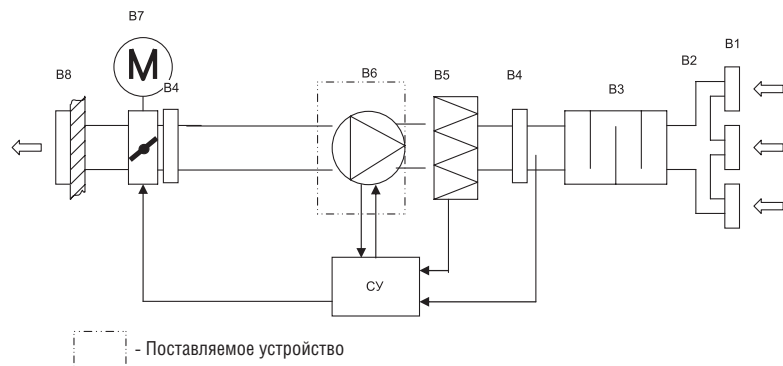 В7
M
В8
В4
В6
В5
В4
В3
В2
В1
СУ
- Поставляемое устройство